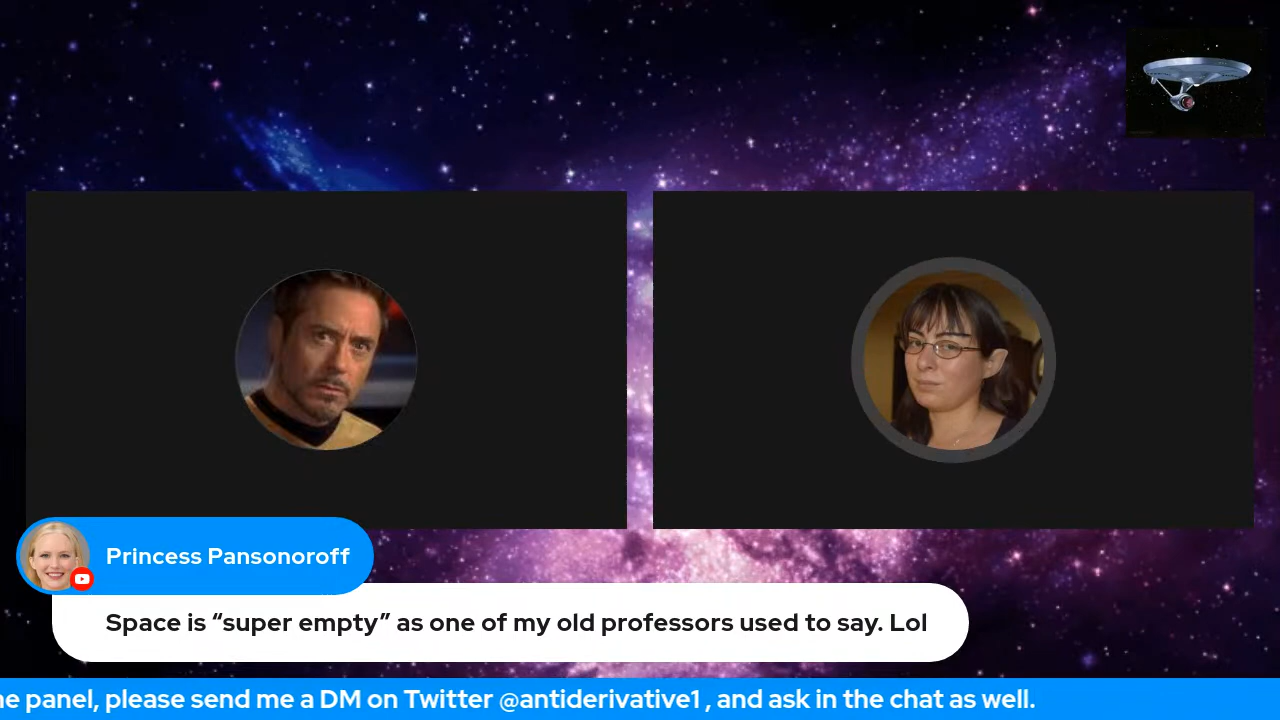 Princess Pansonoroff
Space is “super empty” as one of my old professors used to say. Lol
ne panel, please send me a DM on Twitter @antiderivative1 , and ask in the chat as well.